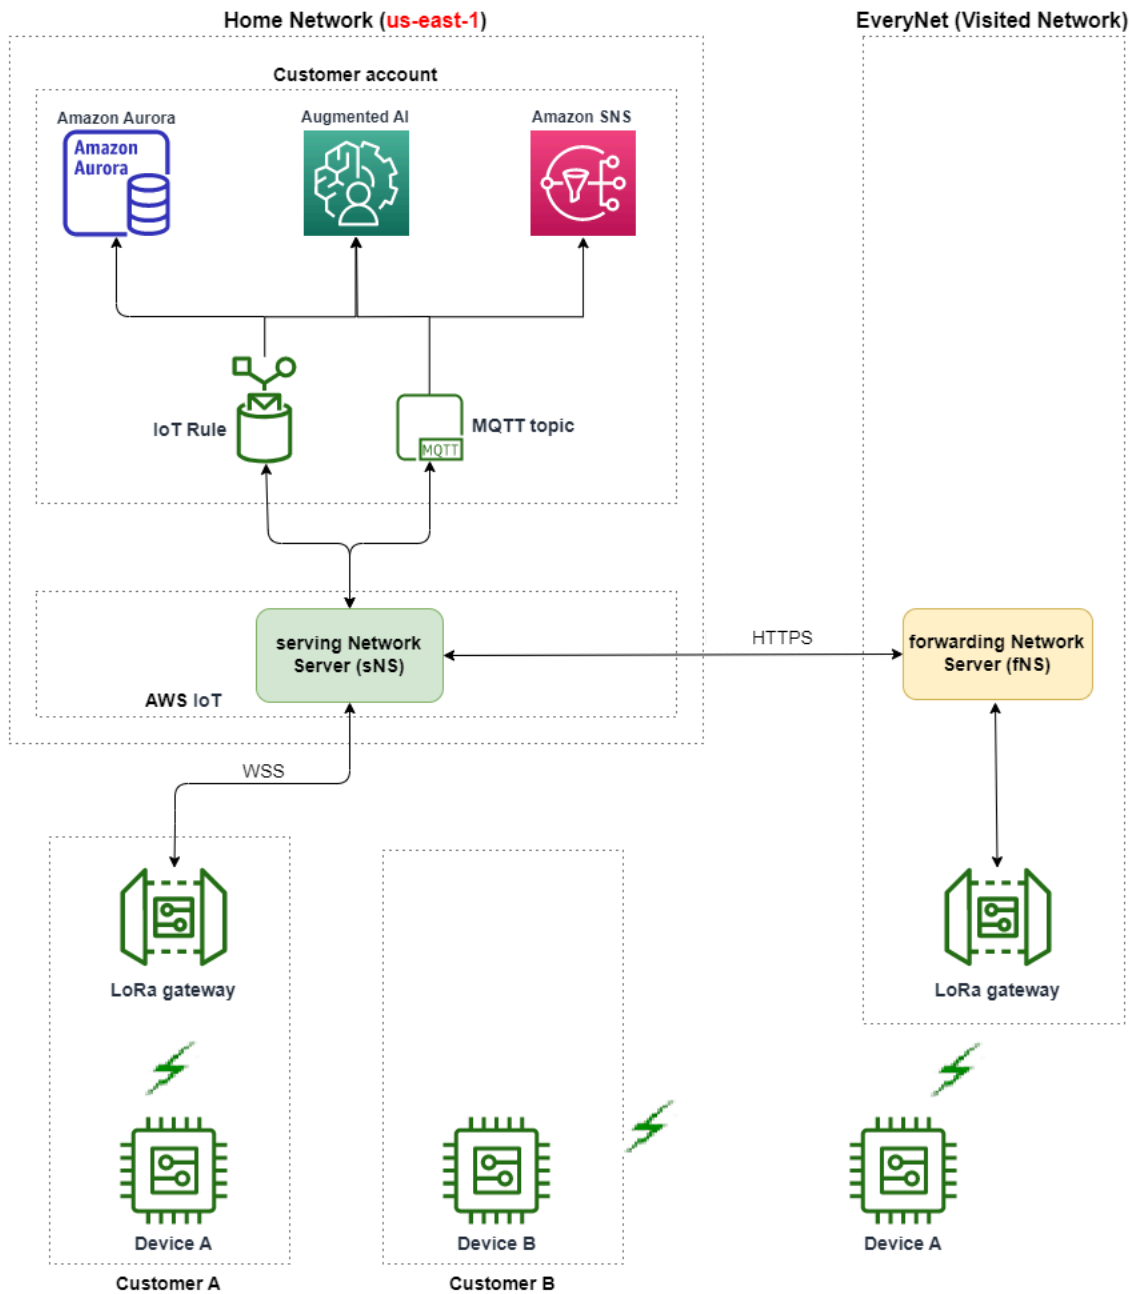 Home Network (us-east-1)
EveryNet (Visited Network)
Customer account
Amazon Aurora
Augmented AI
Amazon SNS
Amazon
Aurora
IoT Rule
MQTT topic
MQTT
serving Network
Server (sNS)
HTTPS
forwarding Network
Server (fNS)
AWS IoT
WSS
LoRa gateway
LoRa gateway
Device A
Device B
Device A
Customer A
Customer B